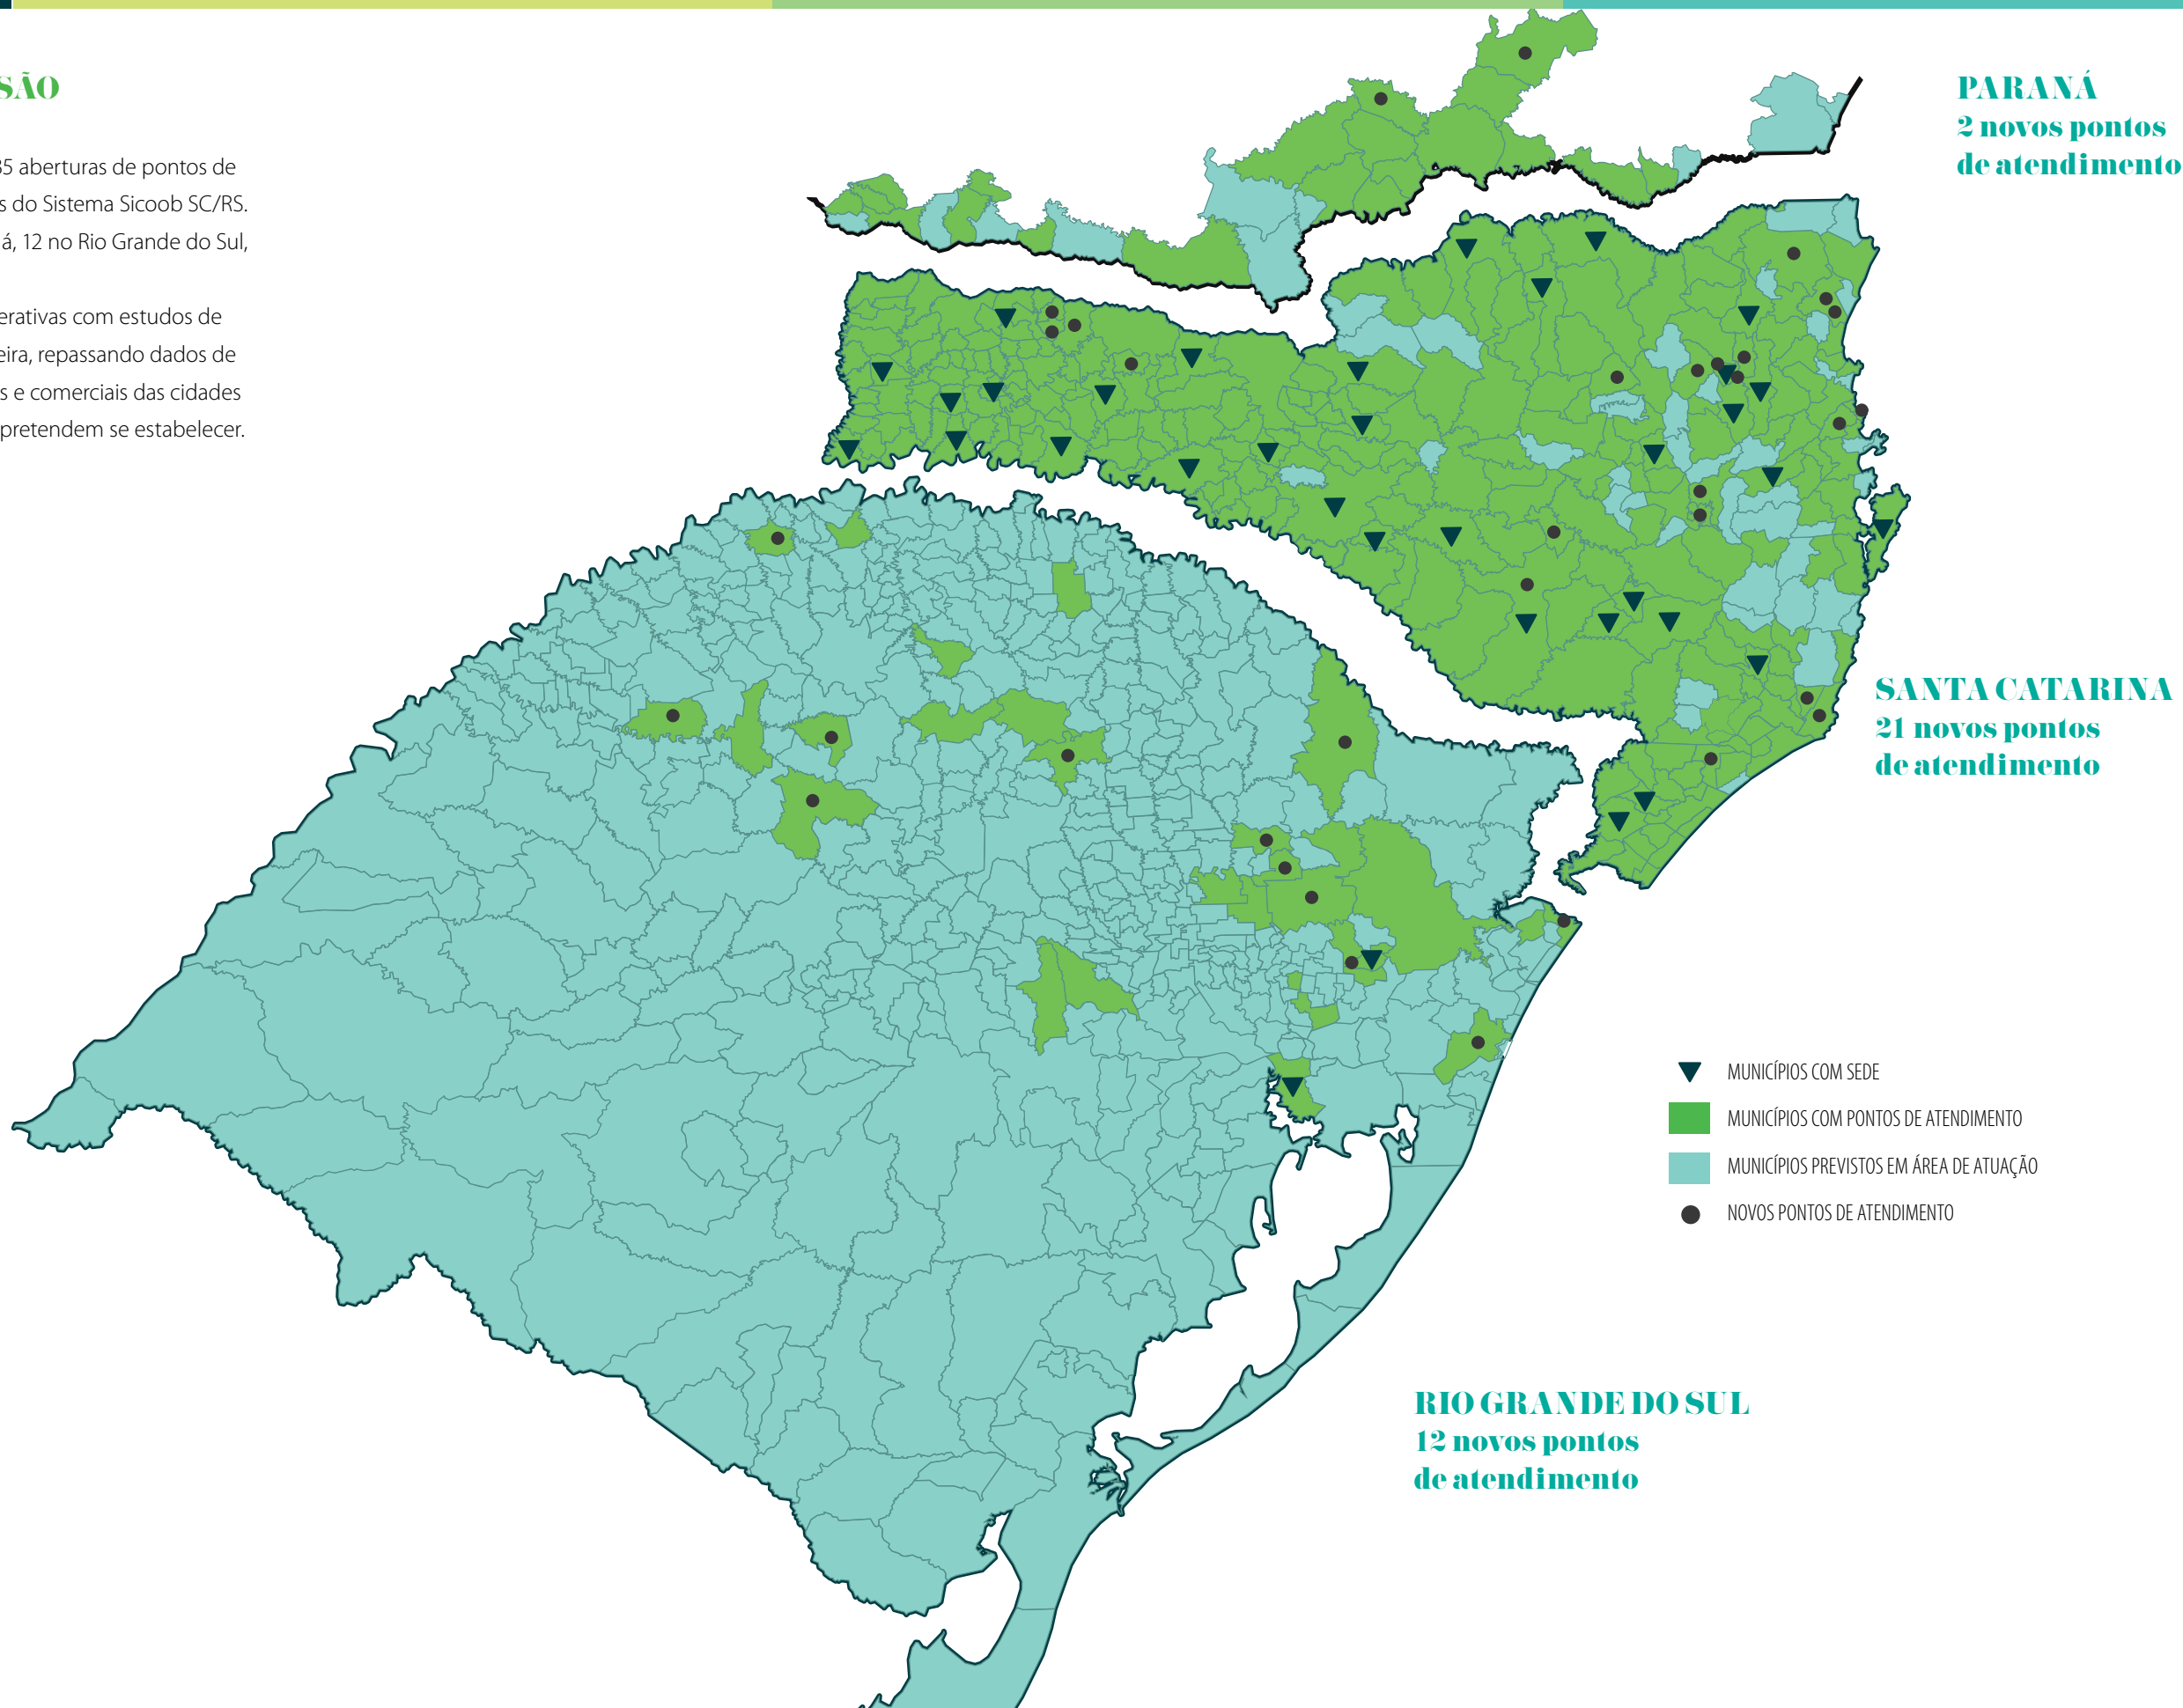 SÃO
35 aberturas de pontos de
s do Sistema Sicoob SC/RS.
á, 12 no Rio Grande do Sul,
erativas com estudos de
eira, repassando dados de
s e comerciais das cidades
pretendem se estabelecer.
PARANÁ
2 novos pontos
de atendimento
SANTA CATARINA
21 novos pontos
de atendimento
MUNICÍPIOS COM SEDE
MUNICÍPIOS COM PONTOS DE ATENDIMENTO
MUNICÍPIOS PREVISTOS EM ÁREA DE ATUAÇÃO
NOVOS PONTOS DE ATENDIMENTO
RIO GRANDE DO SUL
12 novos pontos
de atendimento